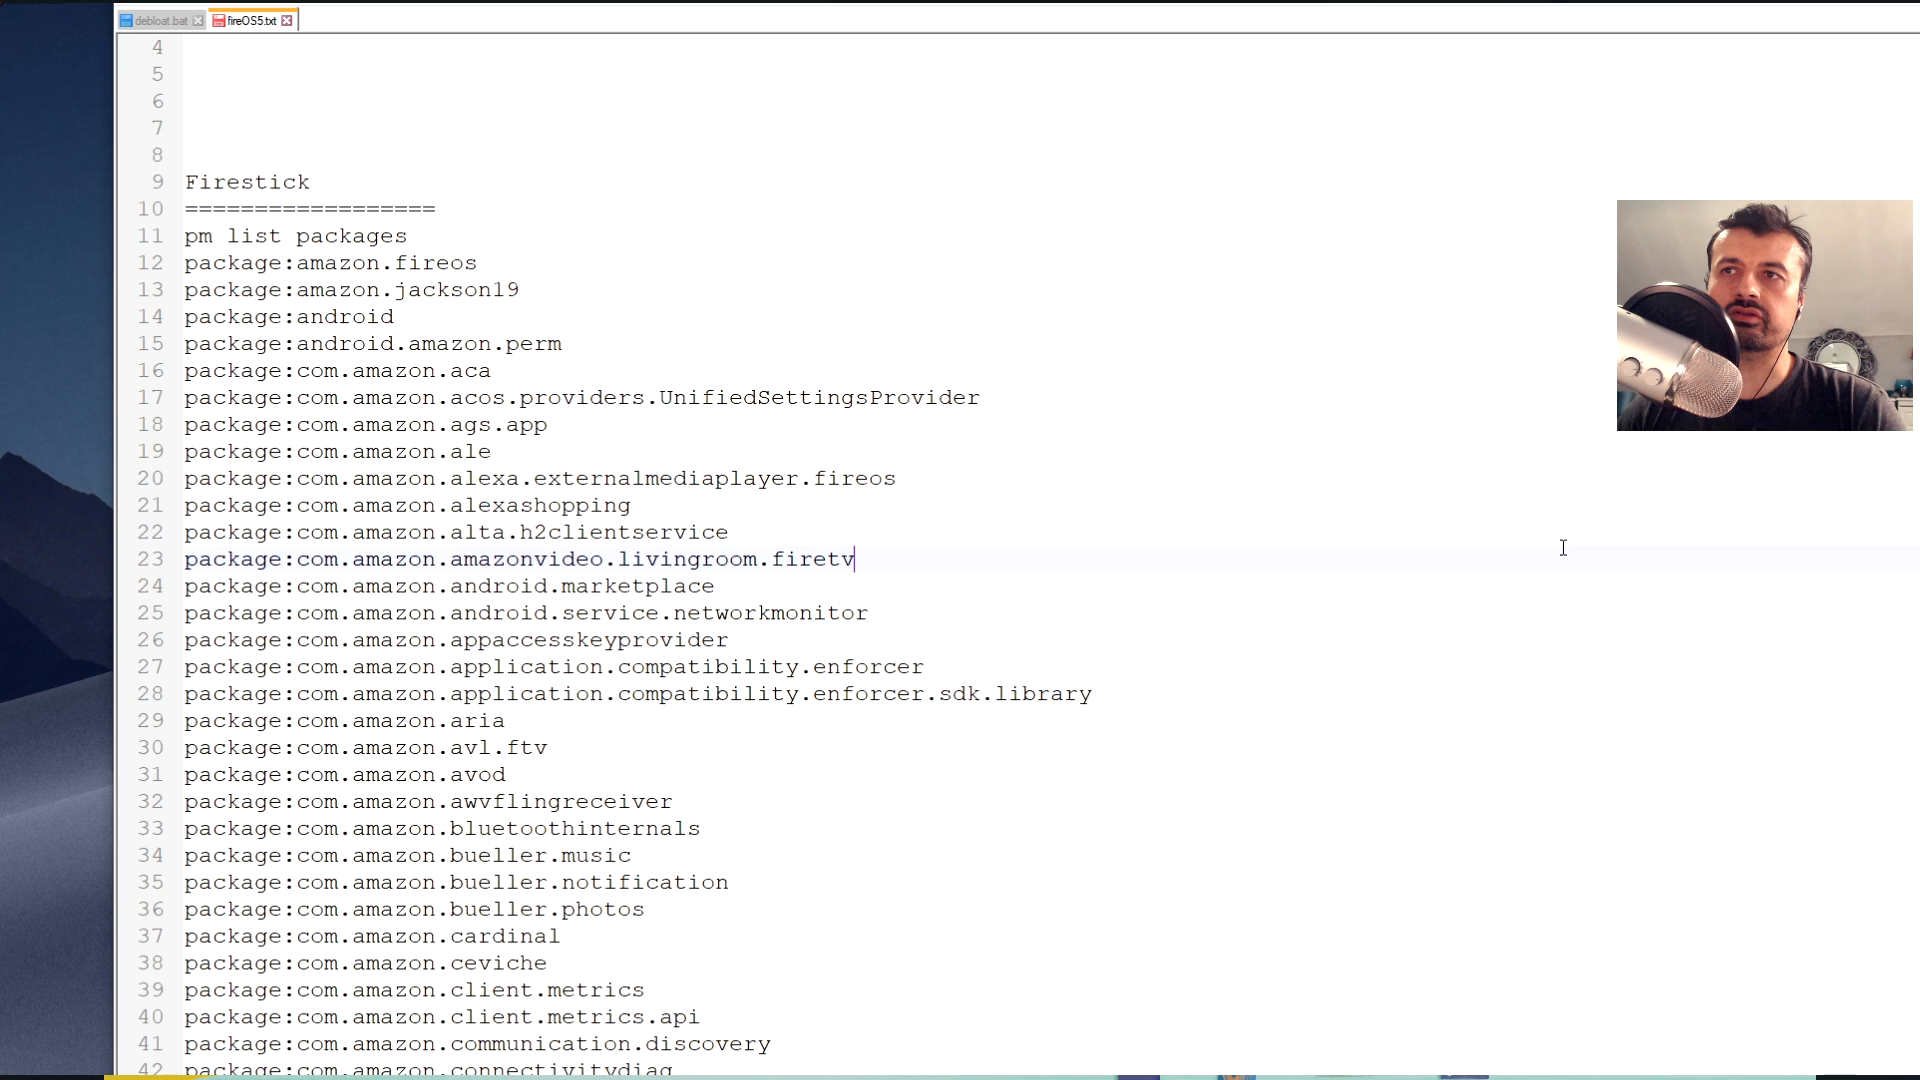 debloat.bat fireOS5.txt
4
5
6
7
8
9 Firestick
10 ==================
11 pm list packages
12 package:amazon.fireos
13 package:amazon.jackson19
14 package:android
15 package:android.amazon.perm
16 package:com.amazon.aca
17 package:com.amazon.acos.providers.UnifiedSettingsProvider
18 package:com.amazon.ags.app
19 package:com.amazon.ale
20 package:com.amazon.alexa.externalmediaplayer.fireos
21 package:com.amazon.alexashopping
22 package:com.amazon.alta.h2clientservice
23 package:com.amazon.amazonvideo.livingroom.firetv
24 package:com.amazon.android.marketplace
25 package:com.amazon.android.service.networkmonitor
26 package:com.amazon.appaccesskeyprovider
27 package:com.amazon.application.compatibility.enforcer
28 package:com.amazon.application.compatibility.enforcer.sdk.library
29 package:com.amazon.aria
30 package:com.amazon.avl.ftv
31 package:com.amazon.avod
32 package:com.amazon.awvflingreceiver
33 package:com.amazon.bluetoothinternals
34 package:com.amazon.bueller.music
35 package:com.amazon.bueller.notification
36 package:com.amazon.bueller.photos
37 package:com.amazon.cardinal
38 package:com.amazon.ceviche
39 package:com.amazon.client.metrics
40 package:com.amazon.client.metrics.api
41 package:com.amazon.communication.discovery
42 package:com.amazon.connectivitydiag